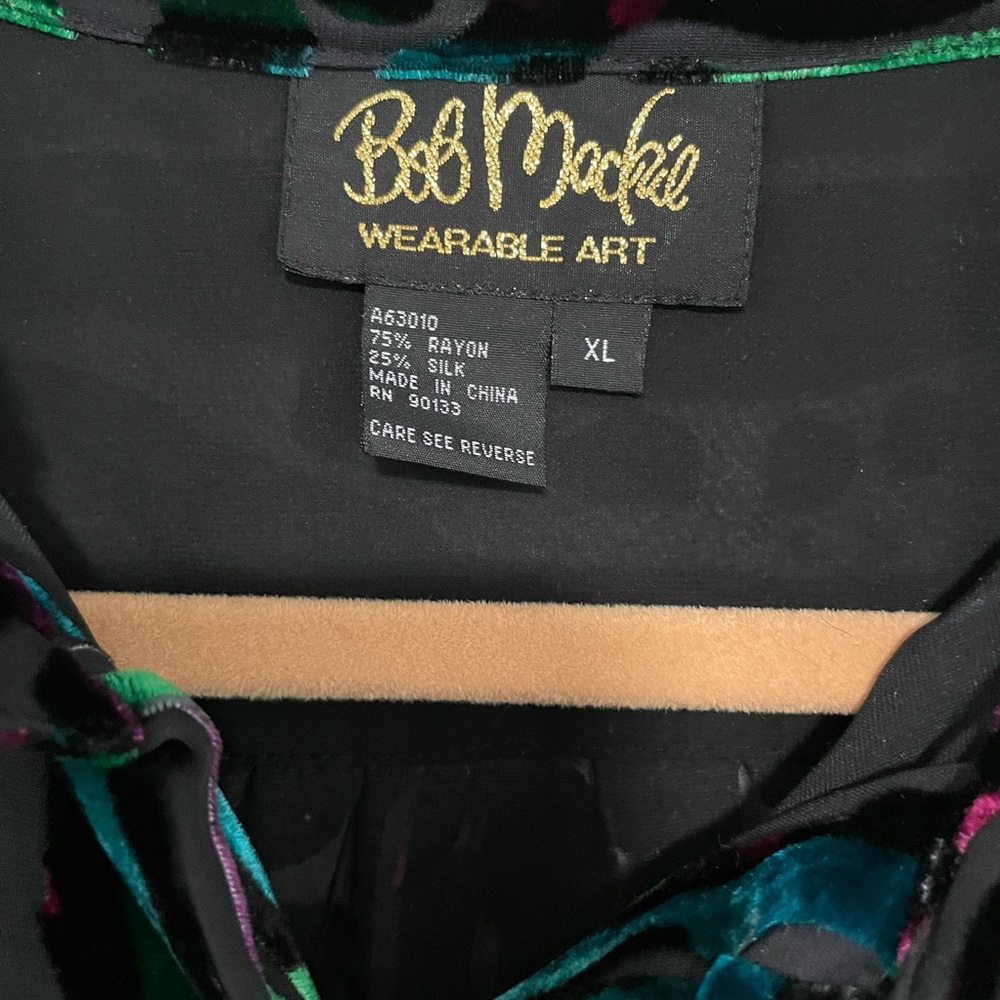 Bob Mackie
WEARABLE ART
A63010
75% RAYON
25% SILK
MADE IN CHINA
RN 90133
CARE SEE REVERSE
XL